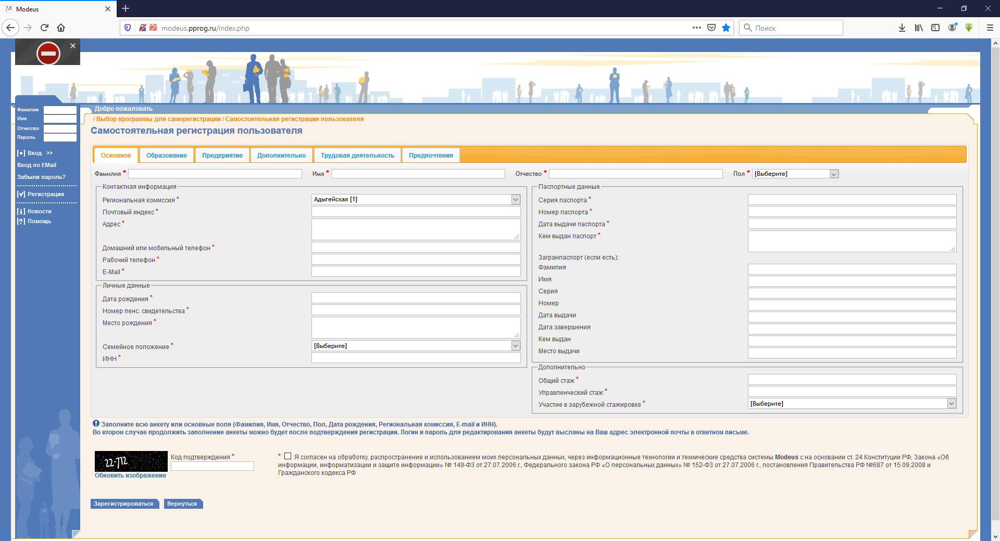 Modeus
modeus.pprog.ru/index.php
Поиск
Добро пожаловать
/ Выбор программы для саморегистрации / Самостоятельная регистрация пользователя
Самостоятельная регистрация пользователя
Фамилия
Имя
Отчество
Пароль
[•] Вход >>
Вход по EMail
Забыли пароль?
Регистрация
[i] Новости
[?] Помощь
Основное Образование Предприятие Дополнительно Трудовая деятельность Предпочтения
Фамилия * Имя * Отчество * Пол * [Выберите]
Контактная информация
Региональная комиссия * Адыгейская [1]
Почтовый индекс *
Адрес *
Домашний или мобильный телефон *
Рабочий телефон *
E-Mail *
Личные данные
Дата рождения *
Номер пенс. свидетельства *
Место рождения *
Семейное положение * [Выберите]
ИНН *
Паспортные данные
Серия паспорта *
Номер паспорта *
Дата выдачи паспорта *
Кем выдан паспорт *
Загранпаспорт (если есть):
Фамилия
Имя
Серия
Номер
Дата выдачи
Дата завершения
Кем выдан
Место выдачи
Дополнительно
Общий стаж *
Управленческий стаж *
Участие в зарубежной стажировке * [Выберите]
Заполните всю анкету или основные поля (Фамилия, Имя, Отчество, Пол, Дата рождения, Региональная комиссия, E-mail и ИНН).
Во втором случае продолжить заполнение анкеты можно будет после подтверждения регистрации. Логин и пароль для редактирования анкеты будут высланы на Ваш адрес электронной почты в ответном письме.
22-712
Обновить изображение
Код подтверждения *
* Я согласен на обработку, распространение и использованием моих персональных данных, через информационные технологии и технические средства системы Modeus с на основании ст. 24 Конституции РФ, Закона «Об
информации, информатизации и защите информации» № 149-ФЗ от 27.07.2006 г., Федерального закона РФ «О персональных данных» № 152-ФЗ от 27.07.2006 г., постановления Правительства РФ №687 от 15.09.2008 и
Гражданского кодекса РФ
Зарегистрироваться Вернуться